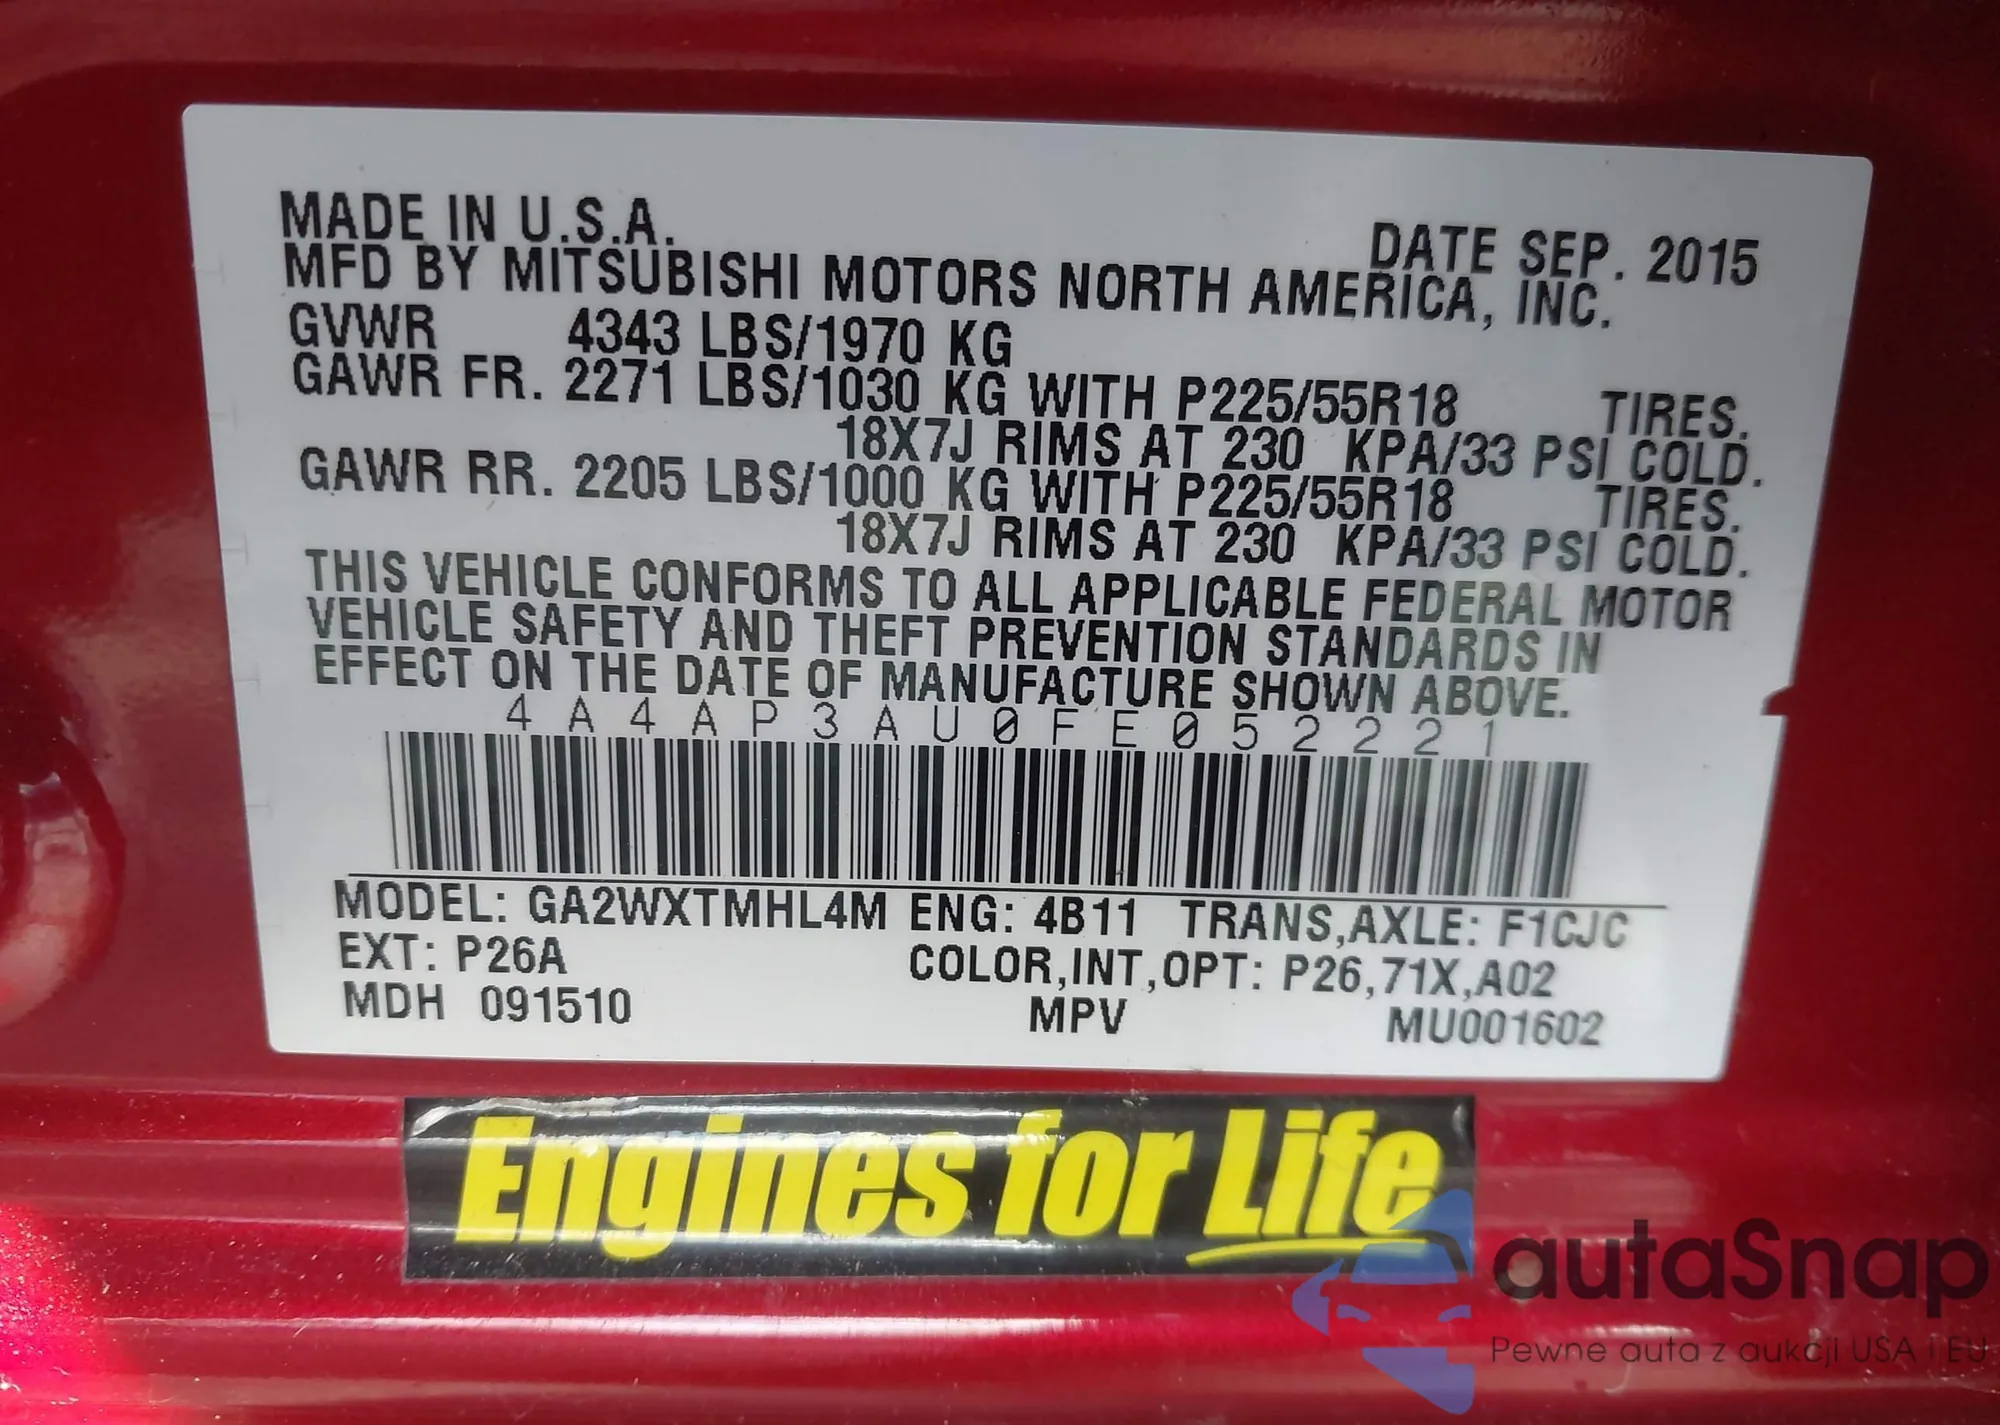 MADE IN U.S.A.
DATE SEP. 2015
MFD BY MITSUBISHI MOTORS NORTH AMERICA, INC.
GVWR 4343 LBS/1970 KG
GAWR FR. 2271 LBS/1030 KG WITH P225/55R18 TIRES.
18X7J RIMS AT 230 KPA/33 PSI COLD.
GAWR RR. 2205 LBS/1000 KG WITH P225/55R18 TIRES.
18X7J RIMS AT 230 KPA/33 PSI COLD.
THIS VEHICLE CONFORMS TO ALL APPLICABLE FEDERAL MOTOR
VEHICLE SAFETY AND THEFT PREVENTION STANDARDS IN
EFFECT ON THE DATE OF MANUFACTURE SHOWN ABOVE.
4A4AP3AU0FE052221
MODEL: GA2WXTMHL4M ENG: 4B11 TRANS,AXLE: F1CJC
EXT: P26A COLOR,INT,OPT: P26,71X,A02
MDH 091510 MPV MU001602
Engines for Life
autaSnap
Pewne auta z aukcji USA i EU